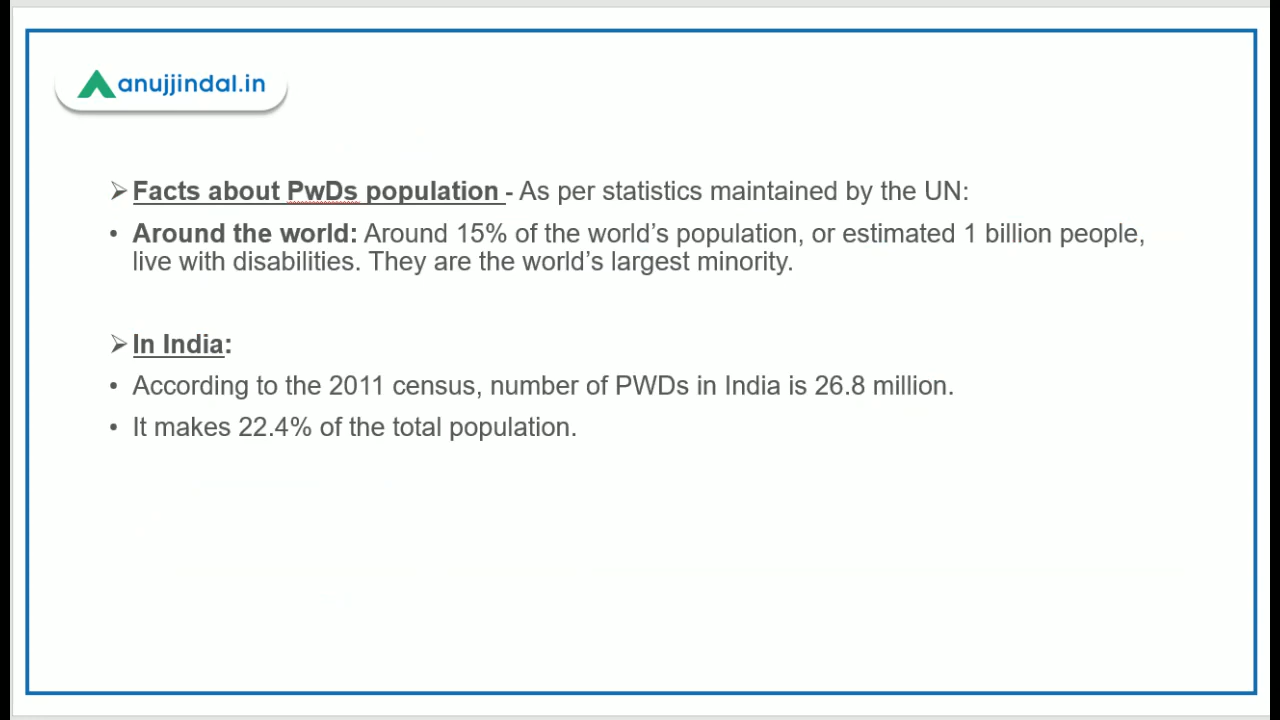 anujjindal.in
➢ Facts about PwDs population - As per statistics maintained by the UN:
• Around the world: Around 15% of the world’s population, or estimated 1 billion people,
live with disabilities. They are the world’s largest minority.
➢ In India:
• According to the 2011 census, number of PWDs in India is 26.8 million.
• It makes 22.4% of the total population.